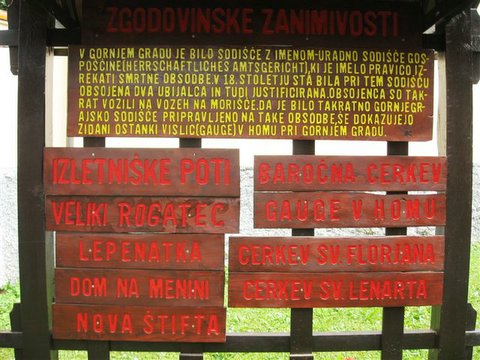 ZGODOVINSKE ZANIMIVOSTI
V GORNJEM GRADU JE BILO SODIŠČE Z IMENOM-URADNO SODIŠČE GOS-
POŠČINE(HERRSCHAFTLICHES AMTSGERICHT),KI JE IMELO PRAVICO IZ-
REKATI SMRTNE OBSODBE.V 18.STOLETJU STA BILA PRI TEM SODIŠČU
OBSOJENA DVA UBIJALCA IN TUDI JUSTIFICIRANA.OBSOJENCA SO TAK-
RAT VOZILI NA VOZEH NA MORIŠČE.DA JE BILO TAKRATNO GORNJEGR-
AJSKO SODIŠČE PRIPRAVLJENO NA TAKE OBSODBE,SE DOKAZUJEJO
ZIDANI OSTANKI VISLIC(GAUGE)V HOMU PRI GORNJEM GRADU.
IZLETNIŠKE POTI
VELIKI ROGATEC
LEPENATKA
DOM NA MENINI
NOVA ŠTIFTA
BAROČNA CERKEV
GAUGE V HOMU
CERKEV SV. FLORJANA
CERKEV SV. LENARTA